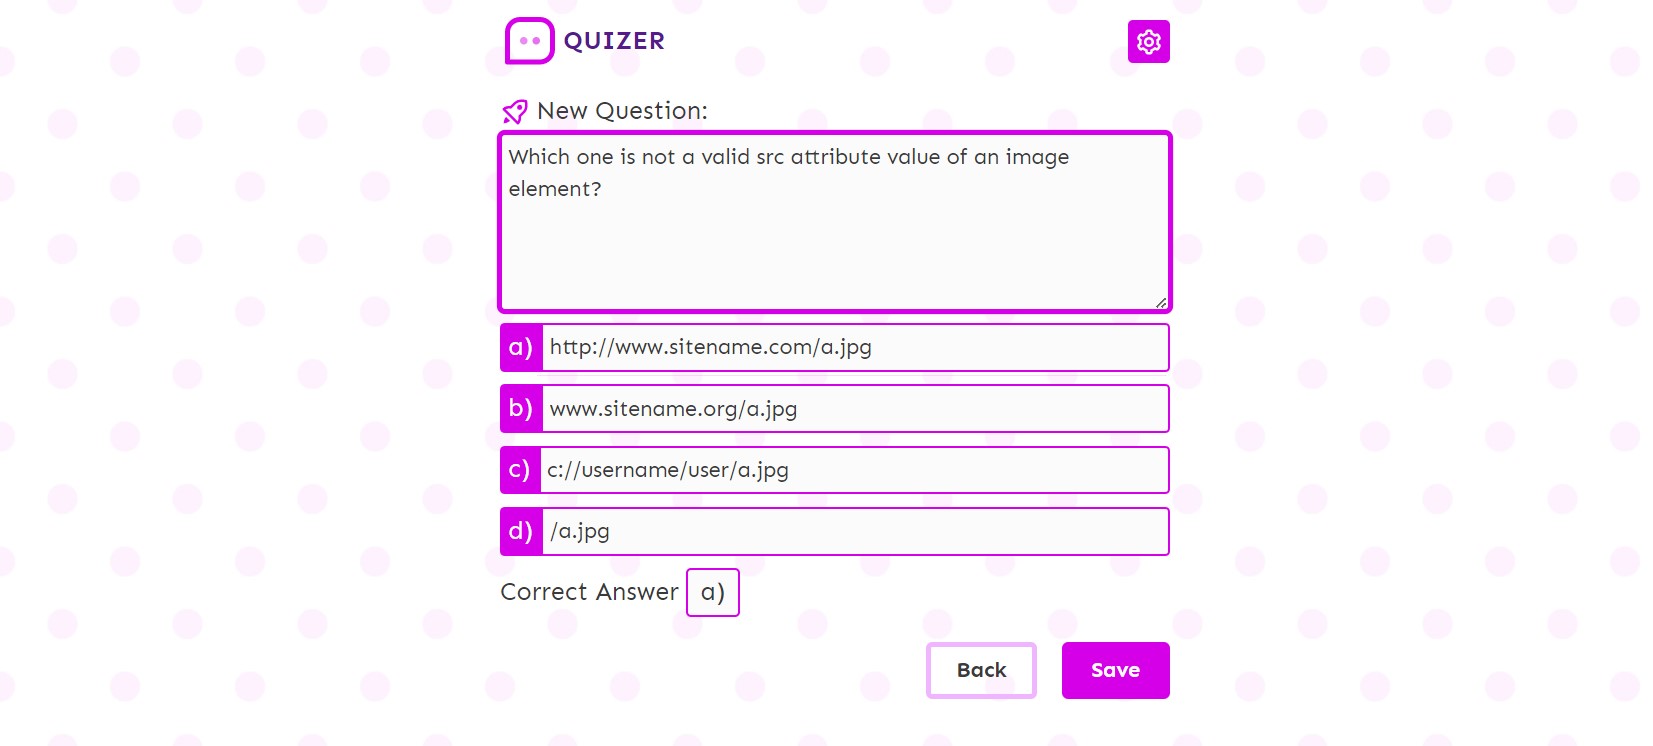 QUIZER
New Question:
Which one is not a valid src attribute value of an image
element?
a) http://www.sitename.com/a.jpg
b) www.sitename.org/a.jpg
c) c://username/user/a.jpg
d) /a.jpg
Correct Answer a)
Back Save